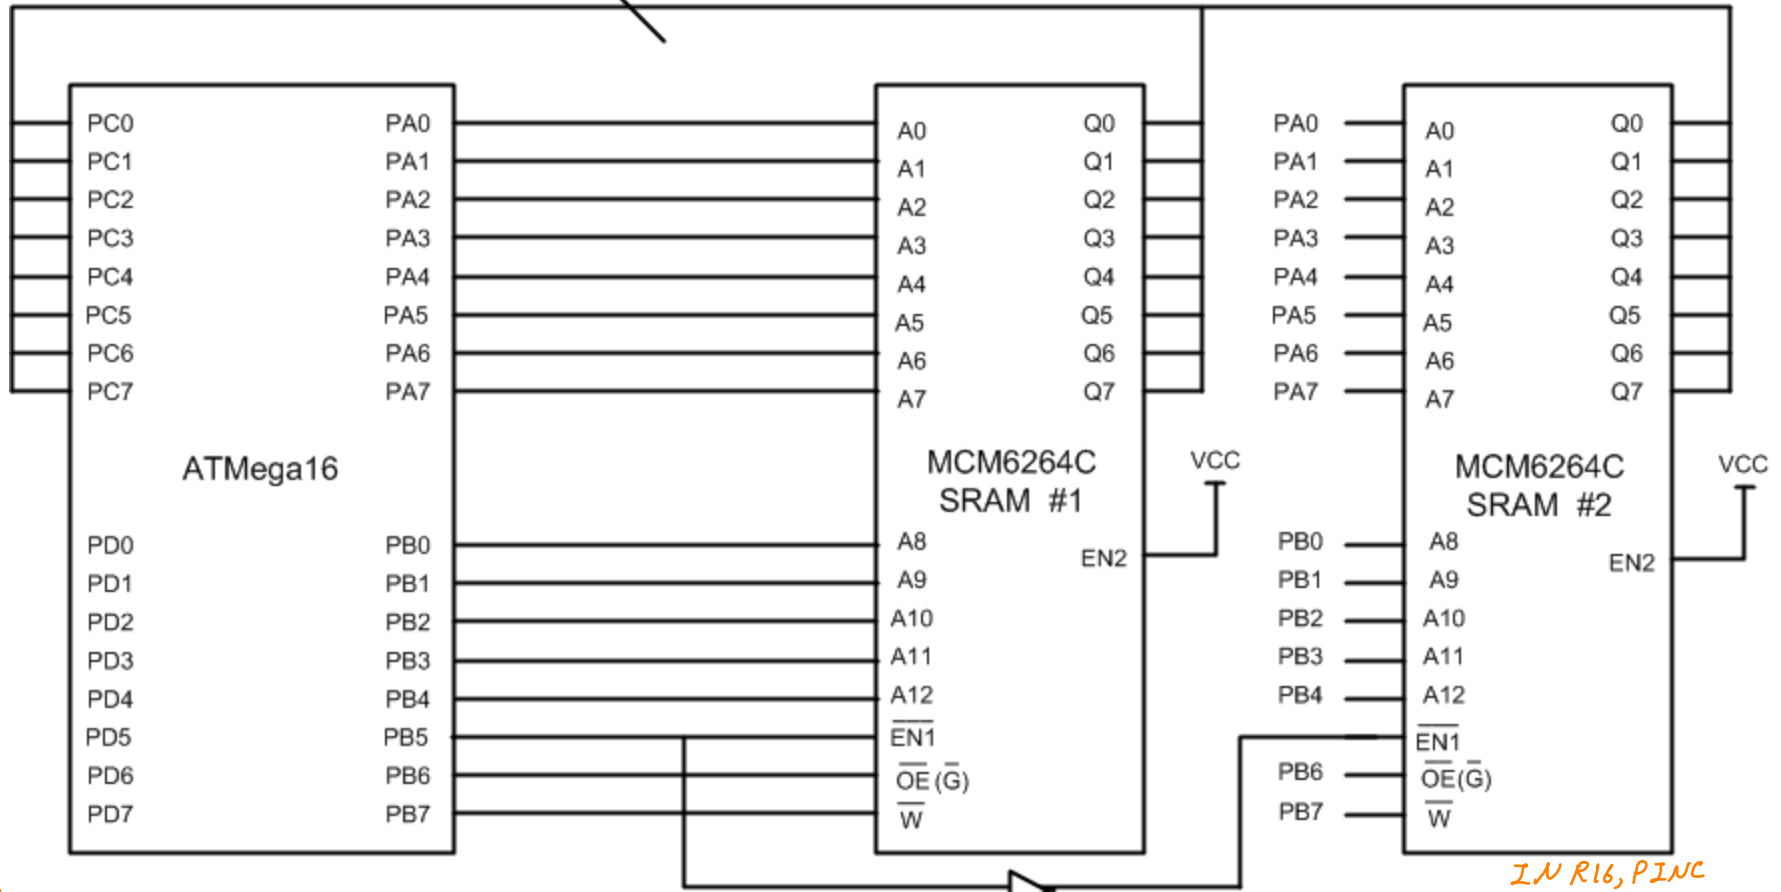 PC0
PC1
PC2
PC3
PC4
PC5
PC6
PC7
PA0
PA1
PA2
PA3
PA4
PA5
PA6
PA7
ATMega16
PD0
PD1
PD2
PD3
PD4
PD5
PD6
PD7
PB0
PB1
PB2
PB3
PB4
PB5
PB6
PB7
A0
A1
A2
A3
A4
A5
A6
A7
Q0
Q1
Q2
Q3
Q4
Q5
Q6
Q7
MCM6264C
SRAM #1
VCC
A8
A9
A10
A11
A12
EN1
OE(G)
W
EN2
PA0
PA1
PA2
PA3
PA4
PA5
PA6
PA7
PB0
PB1
PB2
PB3
PB4
PB6
PB7
A0
A1
A2
A3
A4
A5
A6
A7
Q0
Q1
Q2
Q3
Q4
Q5
Q6
Q7
MCM6264C
SRAM #2
VCC
A8
A9
A10
A11
A12
EN1
OE(G)
W
EN2
IN R16, PINC